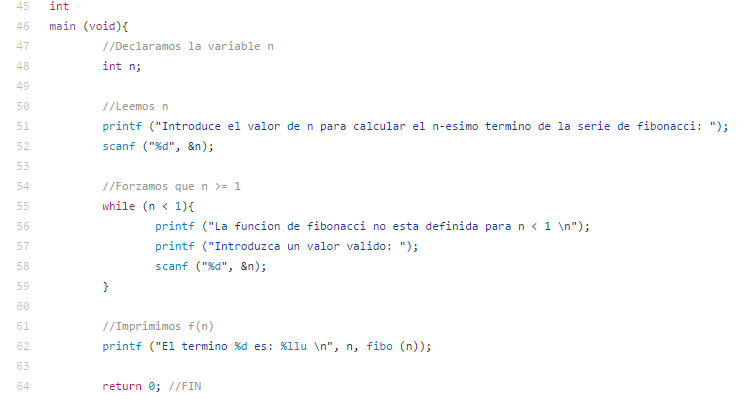 45 int
46 main (void){
47 //Declaramos la variable n
48 int n;
49
50 //Leemos n
51 printf ("Introduce el valor de n para calcular el n-esimo termino de la serie de fibonacci: ");
52 scanf ("%d", &n);
53
54 //Forzamos que n >= 1
55 while (n < 1){
56 printf ("La funcion de fibonacci no esta definida para n < 1 \n");
57 printf ("Introduzca un valor valido: ");
58 scanf ("%d", &n);
59 }
60
61 //Imprimimos f(n)
62 printf ("El termino %d es: %llu \n", n, fibo (n));
63
64 return 0; //FIN